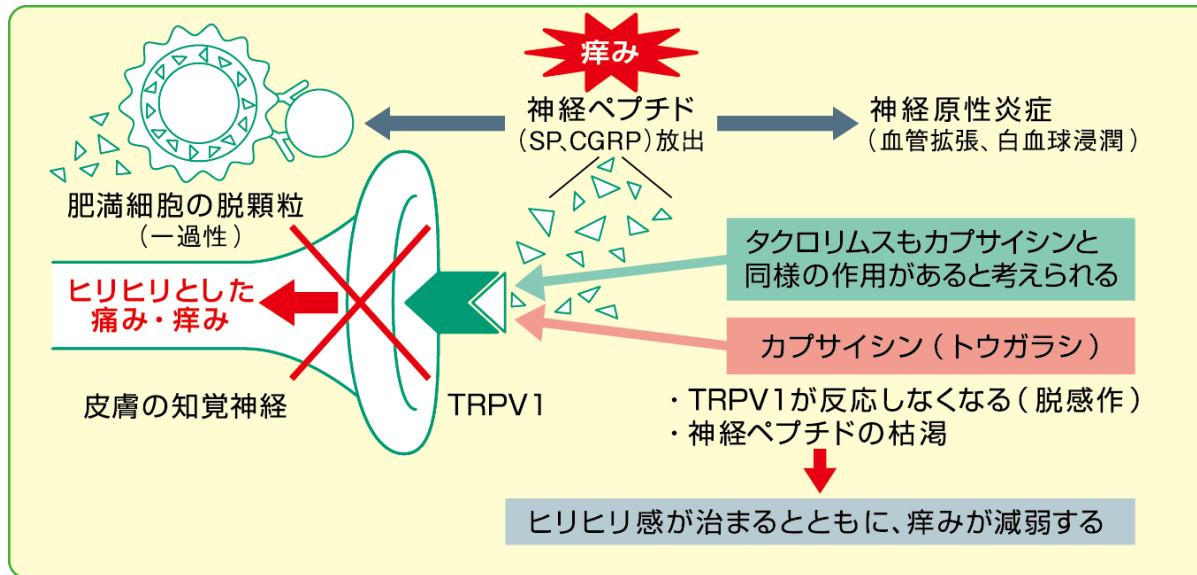 痒み
神経ペプチド
（SP、CGRP）放出
神経原性炎症
（血管拡張、白血球浸潤）
肥満細胞の脱顆粒
（一過性）
タクロリムスもカプサイシンと
同様の作用があると考えられる
ヒリヒリとした
痛み・痒み
カプサイシン（トウガラシ）
皮膚の知覚神経
TRPV1
・TRPV1が反応しなくなる（脱感作）
・神経ペプチドの枯渇
ヒリヒリ感が治まるとともに、痒みが減弱する